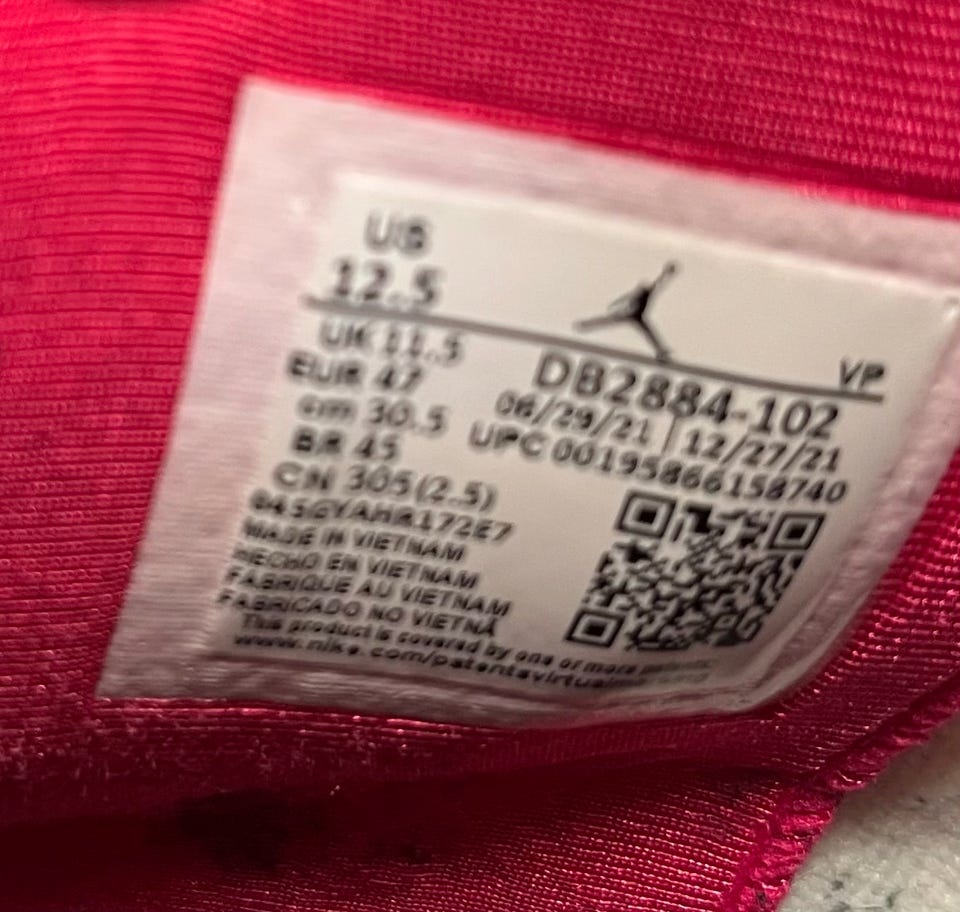 US
12.5
UK 11.5
EUR 47
cm 30.5
BR 45
CN 305(2.5)
MADE IN VIETNAM
HECHO EN VIETNAM
FABRIQUE AU VIETNAM
FABRICADO NO VIETNÃ
This product is covered by one or more
www.nike.com/patents
VP
DB2884-102
06/29/21 12/27/21
UPC 00195866158740